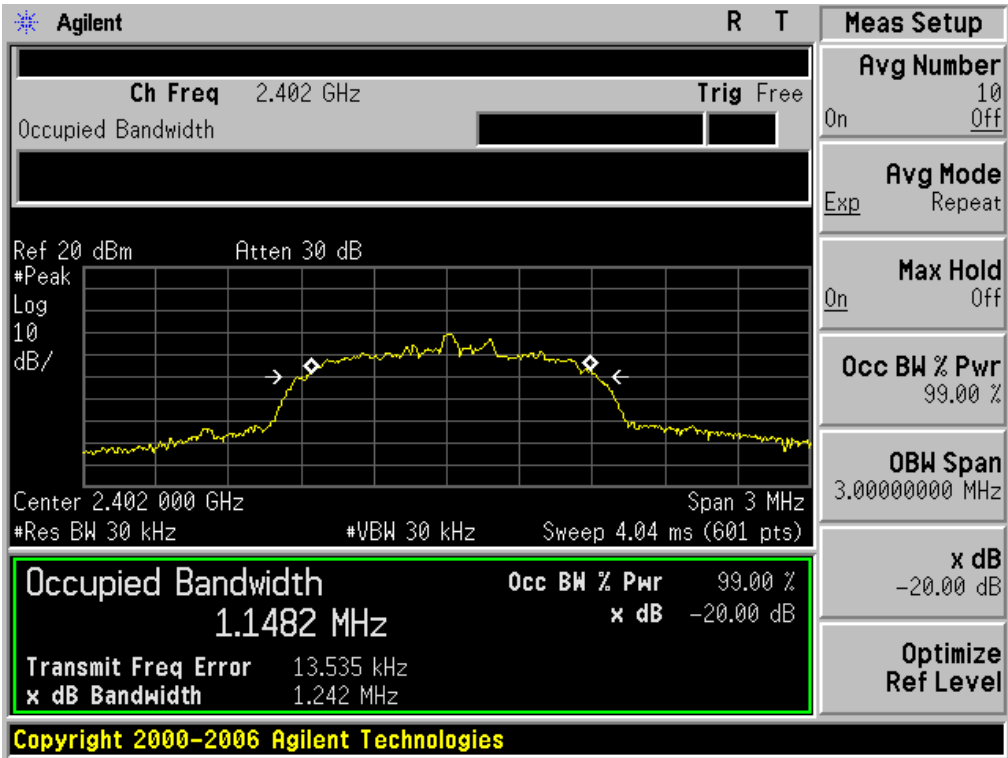 Agilent R T
Ch Freq 2.402 GHz Trig Free
Occupied Bandwidth
Ref 20 dBm Atten 30 dB
#Peak
Log
10
dB/
Center 2.402 000 GHz Span 3 MHz
#Res BW 30 kHz #VBW 30 kHz Sweep 4.04 ms (601 pts)
Occupied Bandwidth Occ BW % Pwr 99.00 %
1.1482 MHz x dB -20.00 dB
Transmit Freq Error 13.535 kHz
x dB Bandwidth 1.242 MHz
Copyright 2000-2006 Agilent Technologies
Meas Setup
Avg Number
10
On Off
Avg Mode
Exp Repeat
Max Hold
On Off
Occ BW % Pwr
99.00 %
OBW Span
3.00000000 MHz
x dB
-20.00 dB
Optimize
Ref Level